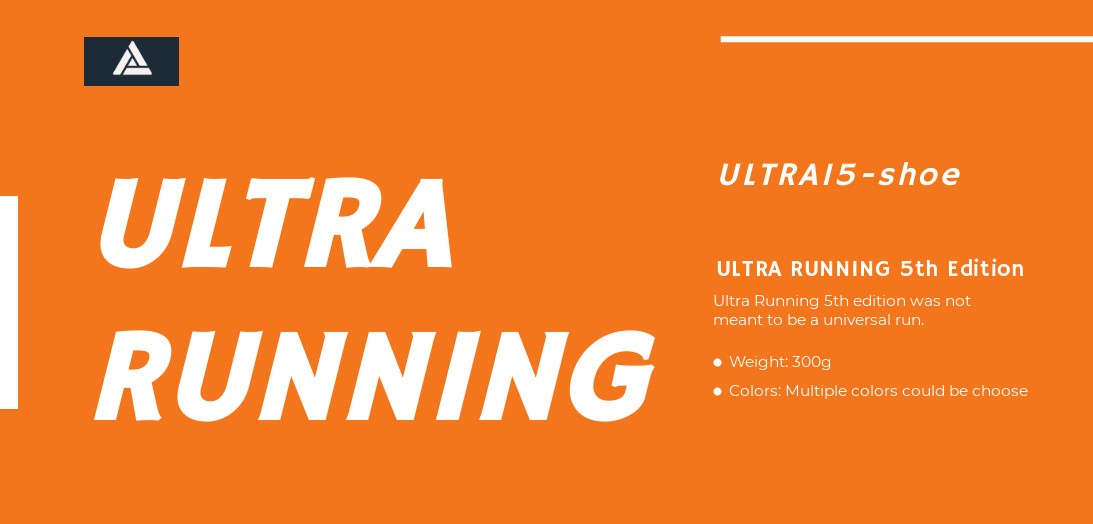 ULTRA
RUNNING
ULTRA15-shoe
ULTRA RUNNING 5th Edition
Ultra Running 5th edition was not
meant to be a universal run.
Weight: 300g
Colors: Multiple colors could be choose